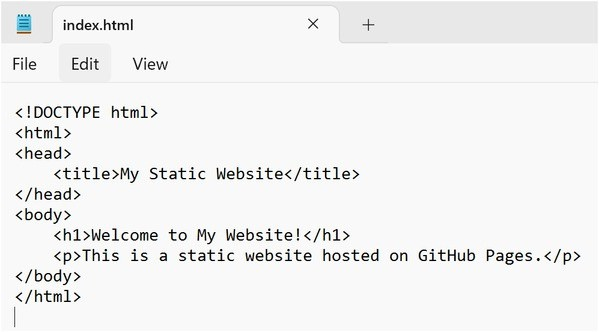 index.html
File Edit View
<!DOCTYPE html>
<html>
<head>
    <title>My Static Website</title>
</head>
<body>
    <h1>Welcome to My Website!</h1>
    <p>This is a static website hosted on GitHub Pages.</p>
</body>
</html>